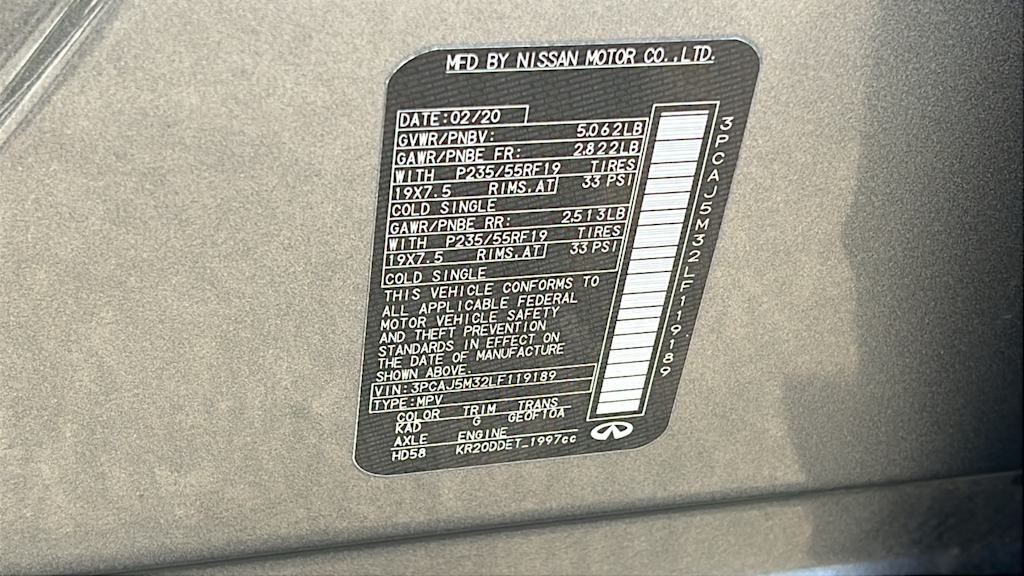 MFD BY NISSAN MOTOR CO.,LTD.
DATE:02/20
GVWR/PNBV: 5,062LB
GAWR/PNBE FR: 2,822LB
WITH P235/55RF19 TIRES
19X7.5 RIMS,AT 33 PSI
COLD SINGLE
GAWR/PNBE RR: 2,513LB
WITH P235/55RF19 TIRES
19X7.5 RIMS,AT 33 PSI
COLD SINGLE
THIS VEHICLE CONFORMS TO
ALL APPLICABLE FEDERAL
MOTOR VEHICLE SAFETY
AND THEFT PREVENTION
STANDARDS IN EFFECT ON
THE DATE OF MANUFACTURE
SHOWN ABOVE.
VIN:3PCAJ5M32LF119189
TYPE:MPV
COLOR TRIM TRANS
KAD G GE0F10A
AXLE ENGINE
HD58 KR20DDET_1997cc
3PCAJ5M32LF119189